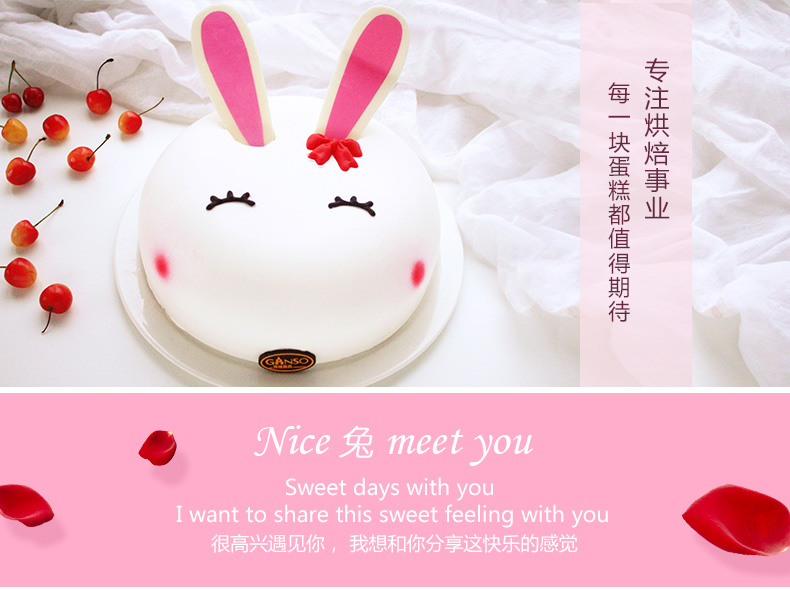 专注烘焙事业
每一块蛋糕都值得期待
GANSO
Nice 兔 meet you
Sweet days with you
I want to share this sweet feeling with you
很高兴遇见你，我想和你分享这快乐的感觉